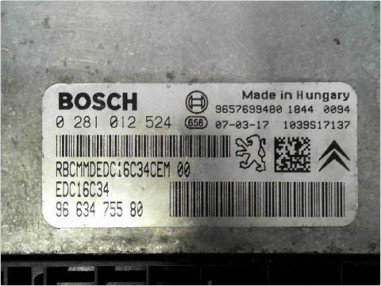 BOSCH
Made in Hungary
9657699480 1844 0094
0 281 012 524 658 07-03-17 1039S17137
RBCMMDEDC16C34CEM 00
EDC16C34
96 634 755 80